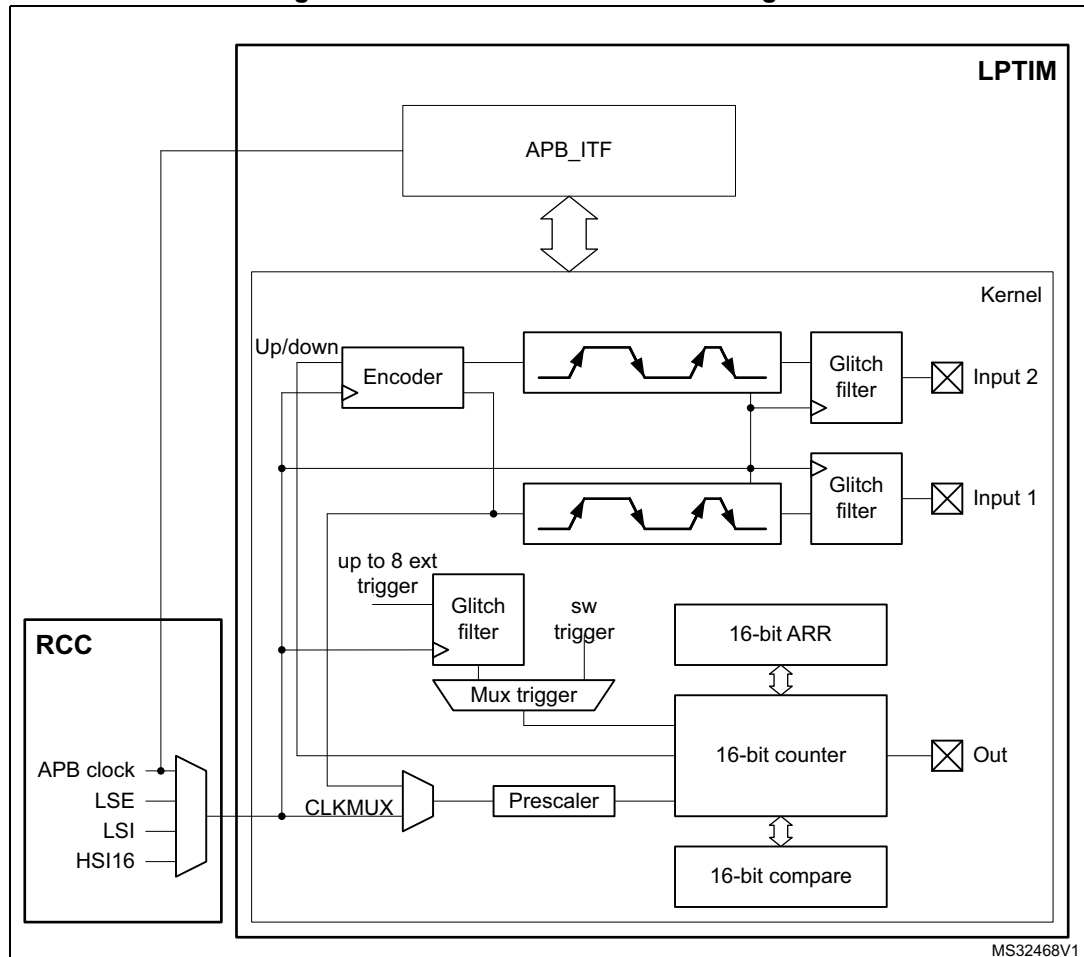 LPTIM
APB_ITF
Kernel
Up/down
Encoder
Glitch
filter
Input 2
Glitch
filter
Input 1
up to 8 ext
trigger
Glitch
filter
sw
trigger
16-bit ARR
RCC
Mux trigger
16-bit counter
Out
APB clock
LSE
LSI
HSI16
CLKMUX
Prescaler
16-bit compare
MS32468V1